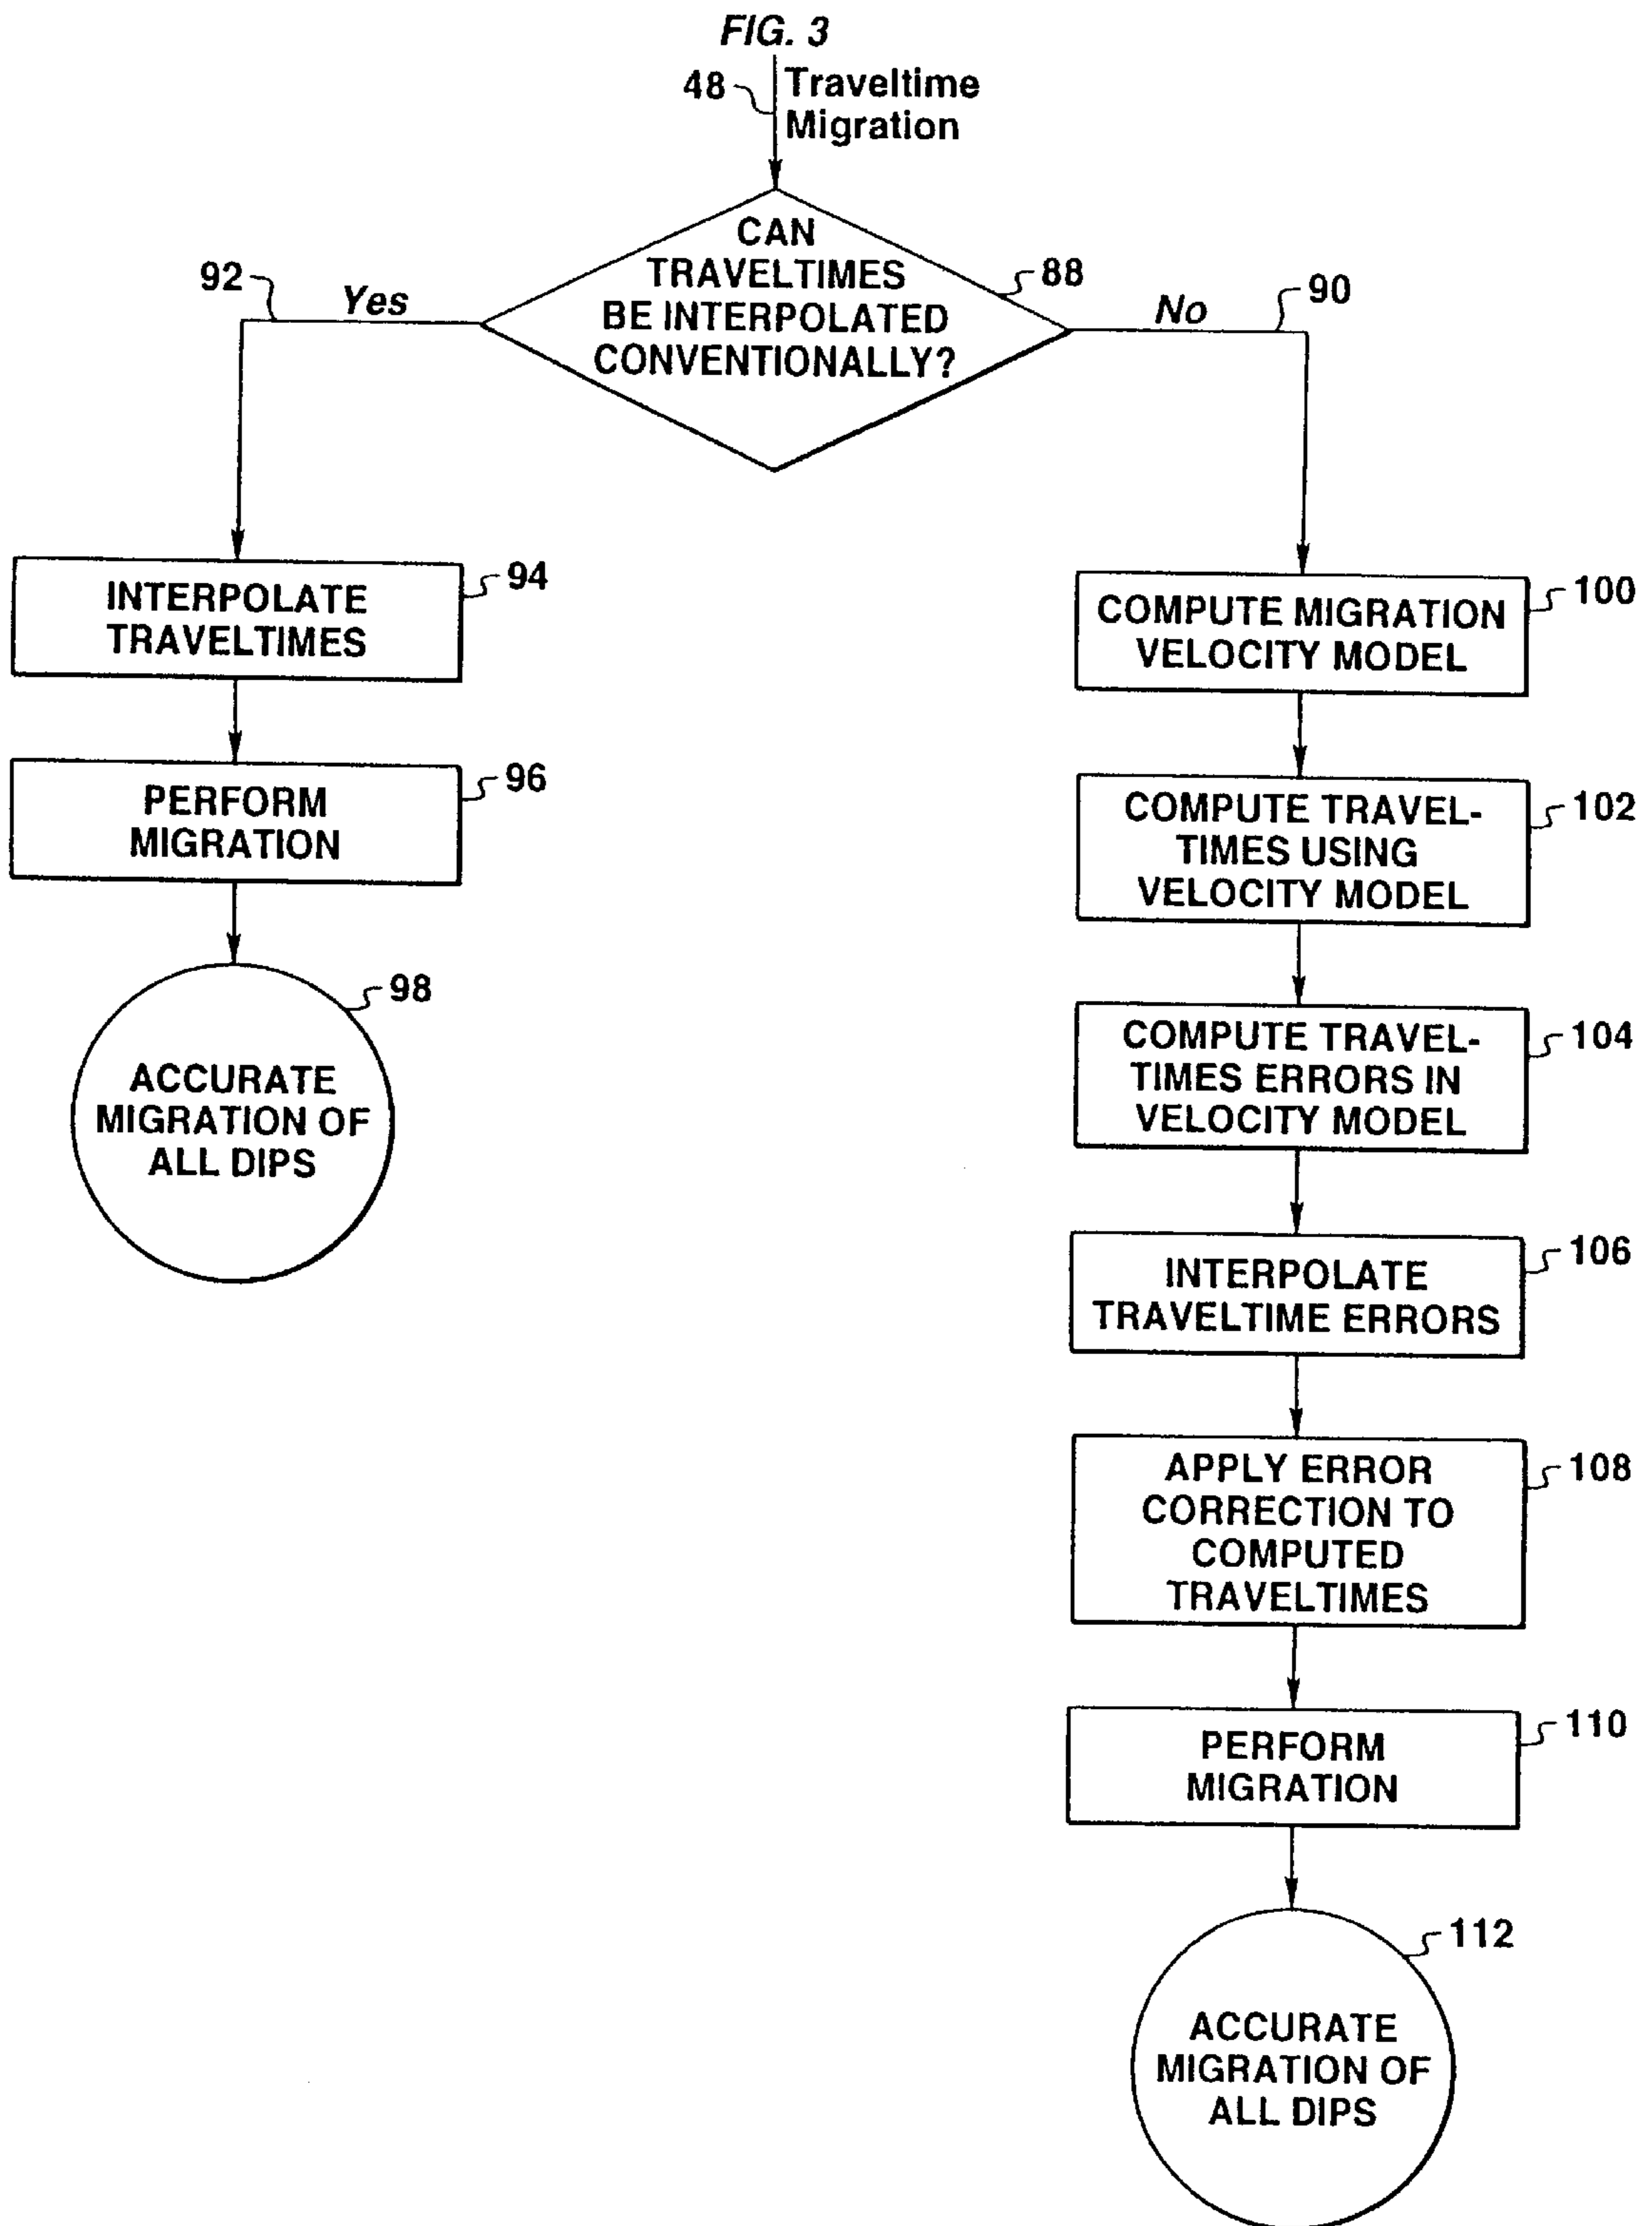 FIG. 3
48
Traveltime
Migration
CAN
TRAVELTIMES
BE INTERPOLATED
CONVENTIONALLY?
88
92
Yes
No
90
INTERPOLATE
TRAVELTIMES
94
PERFORM
MIGRATION
96
ACCURATE
MIGRATION OF
ALL DIPS
98
COMPUTE MIGRATION
VELOCITY MODEL
100
COMPUTE TRAVEL-
TIMES USING
VELOCITY MODEL
102
COMPUTE TRAVEL-
TIMES ERRORS IN
VELOCITY MODEL
104
INTERPOLATE
TRAVELTIME ERRORS
106
APPLY ERROR
CORRECTION TO
COMPUTED
TRAVELTIMES
108
PERFORM
MIGRATION
110
ACCURATE
MIGRATION OF
ALL DIPS
112